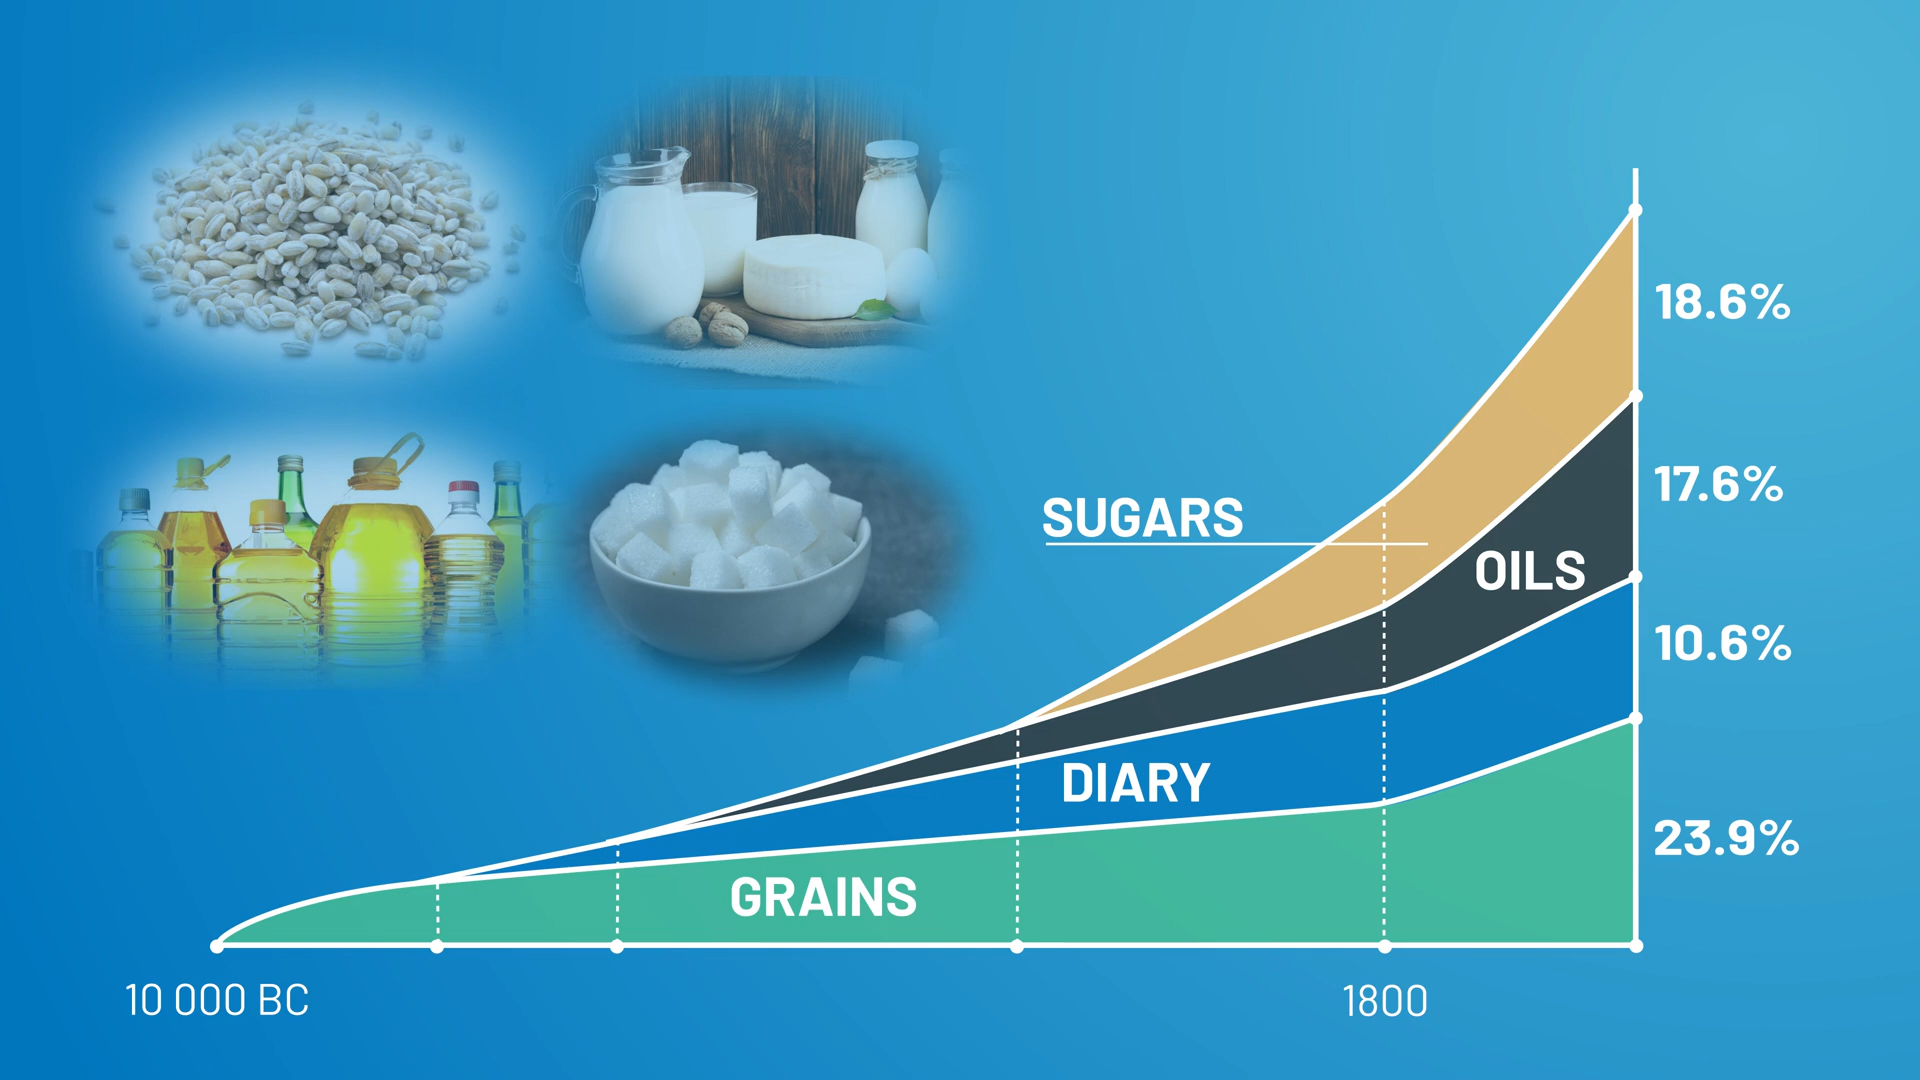 18.6%
17.6%
SUGARS
OILS
10.6%
DIARY
23.9%
GRAINS
10 000 BC
1800